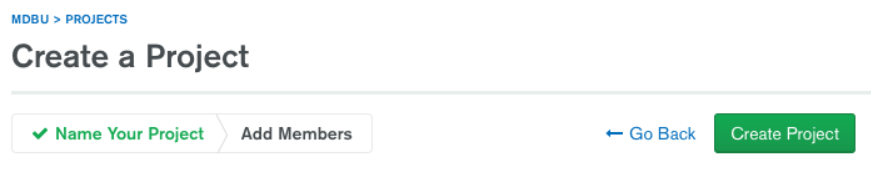 MDBU > PROJECTS
Create a Project
Name Your Project Add Members Go Back Create Project